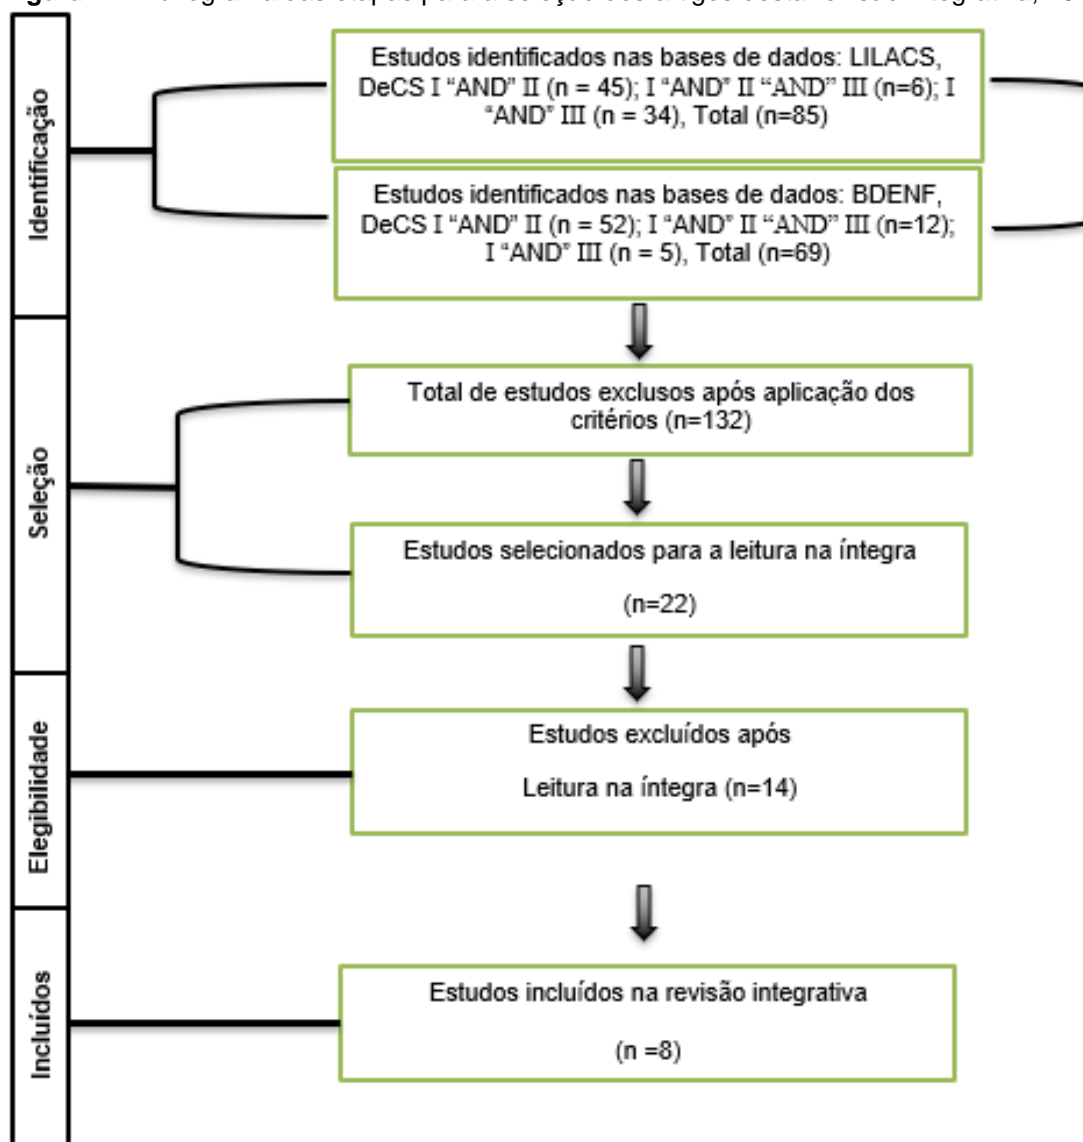 Identificação
Estudos identificados nas bases de dados: LILACS,
DeCS I “AND” II (n = 45); I “AND” II “AND” III (n=6); I
“AND” III (n = 34), Total (n=85)
Estudos identificados nas bases de dados: BDENF,
DeCS I “AND” II (n = 52); I “AND” II “AND” III (n=12);
I “AND” III (n = 5), Total (n=69)
Seleção
Total de estudos exclusos após aplicação dos
critérios (n=132)
Estudos selecionados para a leitura na íntegra
(n=22)
Elegibilidade
Estudos excluídos após
Leitura na íntegra (n=14)
Incluídos
Estudos incluídos na revisão integrativa
(n =8)